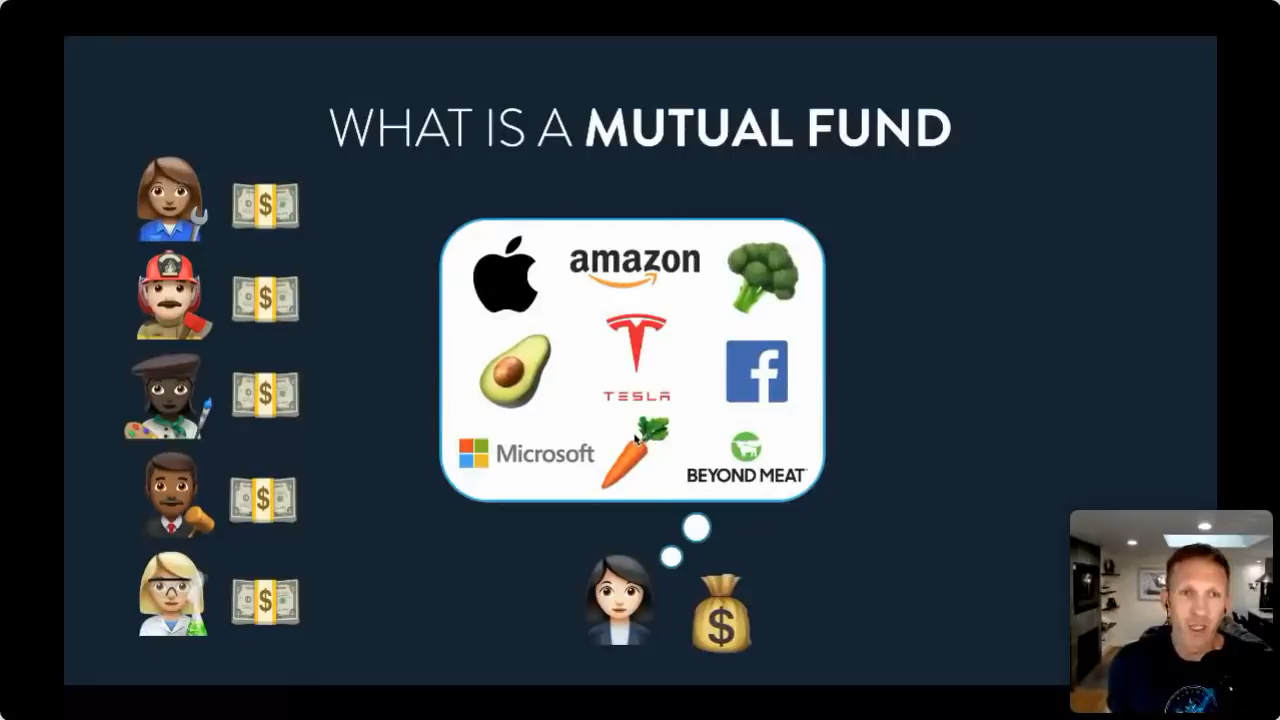 WHAT IS A MUTUAL FUND
$
amazon
$
TESLA
f
$
Microsoft
BEYOND MEAT
$
$
$